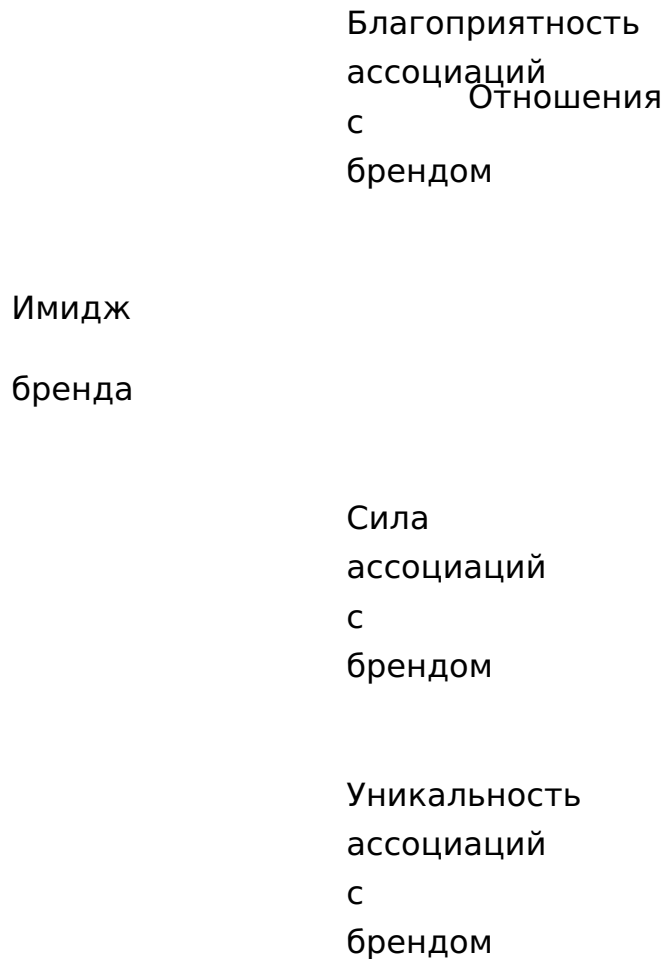 Благоприятность
ассоциаций
Отношения
с
брендом
Имидж
бренда
Сила
ассоциаций
с
брендом
Уникальность
ассоциаций
с
брендом